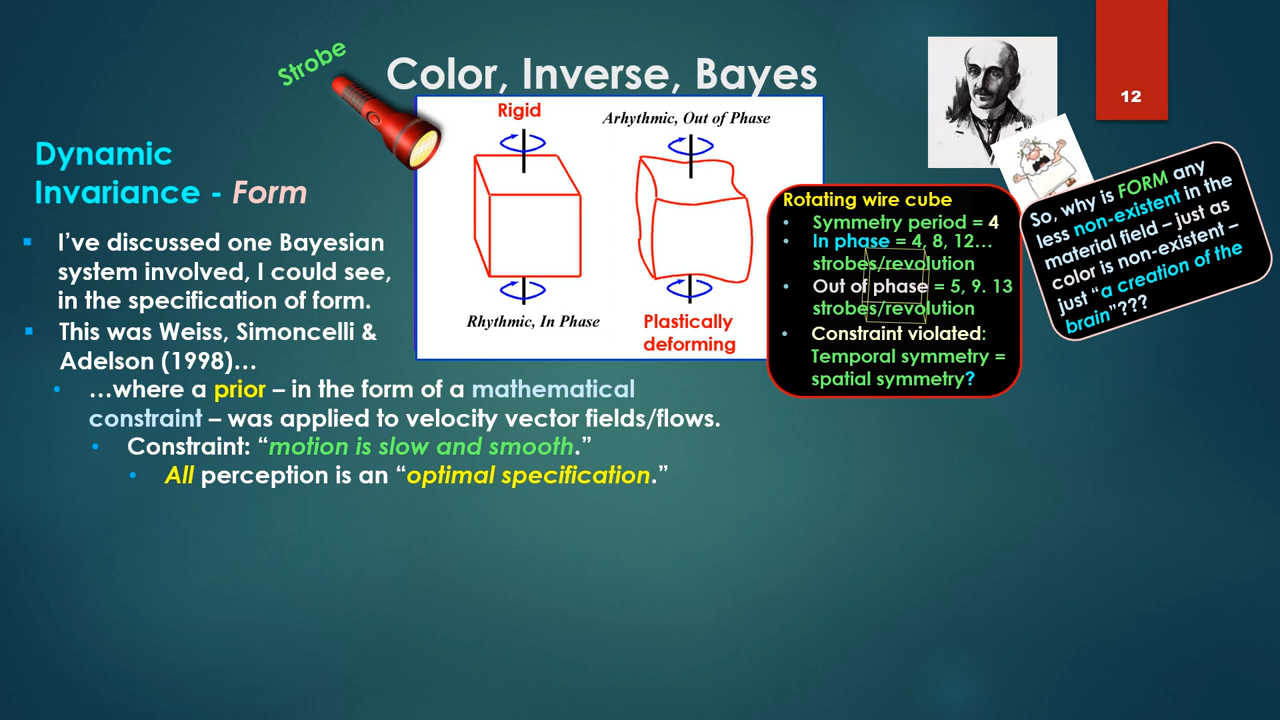 Strobe
Color, Inverse, Bayes
12
Dynamic
Invariance - Form
Rigid
Arhythmic, Out of Phase
Rhythmic, In Phase
Plastically
deforming
Rotating wire cube
• Symmetry period = 4
• In phase = 4, 8, 12…
strobes/revolution
• Out of phase = 5, 9. 13
strobes/revolution
• Constraint violated:
Temporal symmetry =
spatial symmetry?
So, why is FORM any
less non-existent in the
material field – just as
color is non-existent –
just “a creation of the
brain”???
▪ I’ve discussed one Bayesian
system involved, I could see,
in the specification of form.
▪ This was Weiss, Simoncelli &
Adelson (1998)…
• …where a prior – in the form of a mathematical
constraint – was applied to velocity vector fields/flows.
• Constraint: “motion is slow and smooth.”
• All perception is an “optimal specification.”